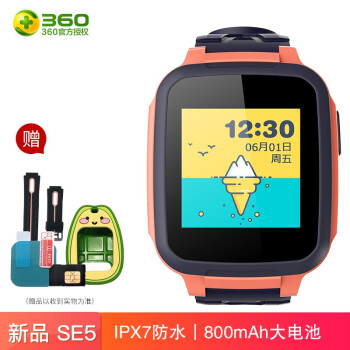 360
360官方授权
赠
12:30
06月01日
周五
(赠品以收到实物为准)
新品 SE5
IPX7防水|800mAh大电池